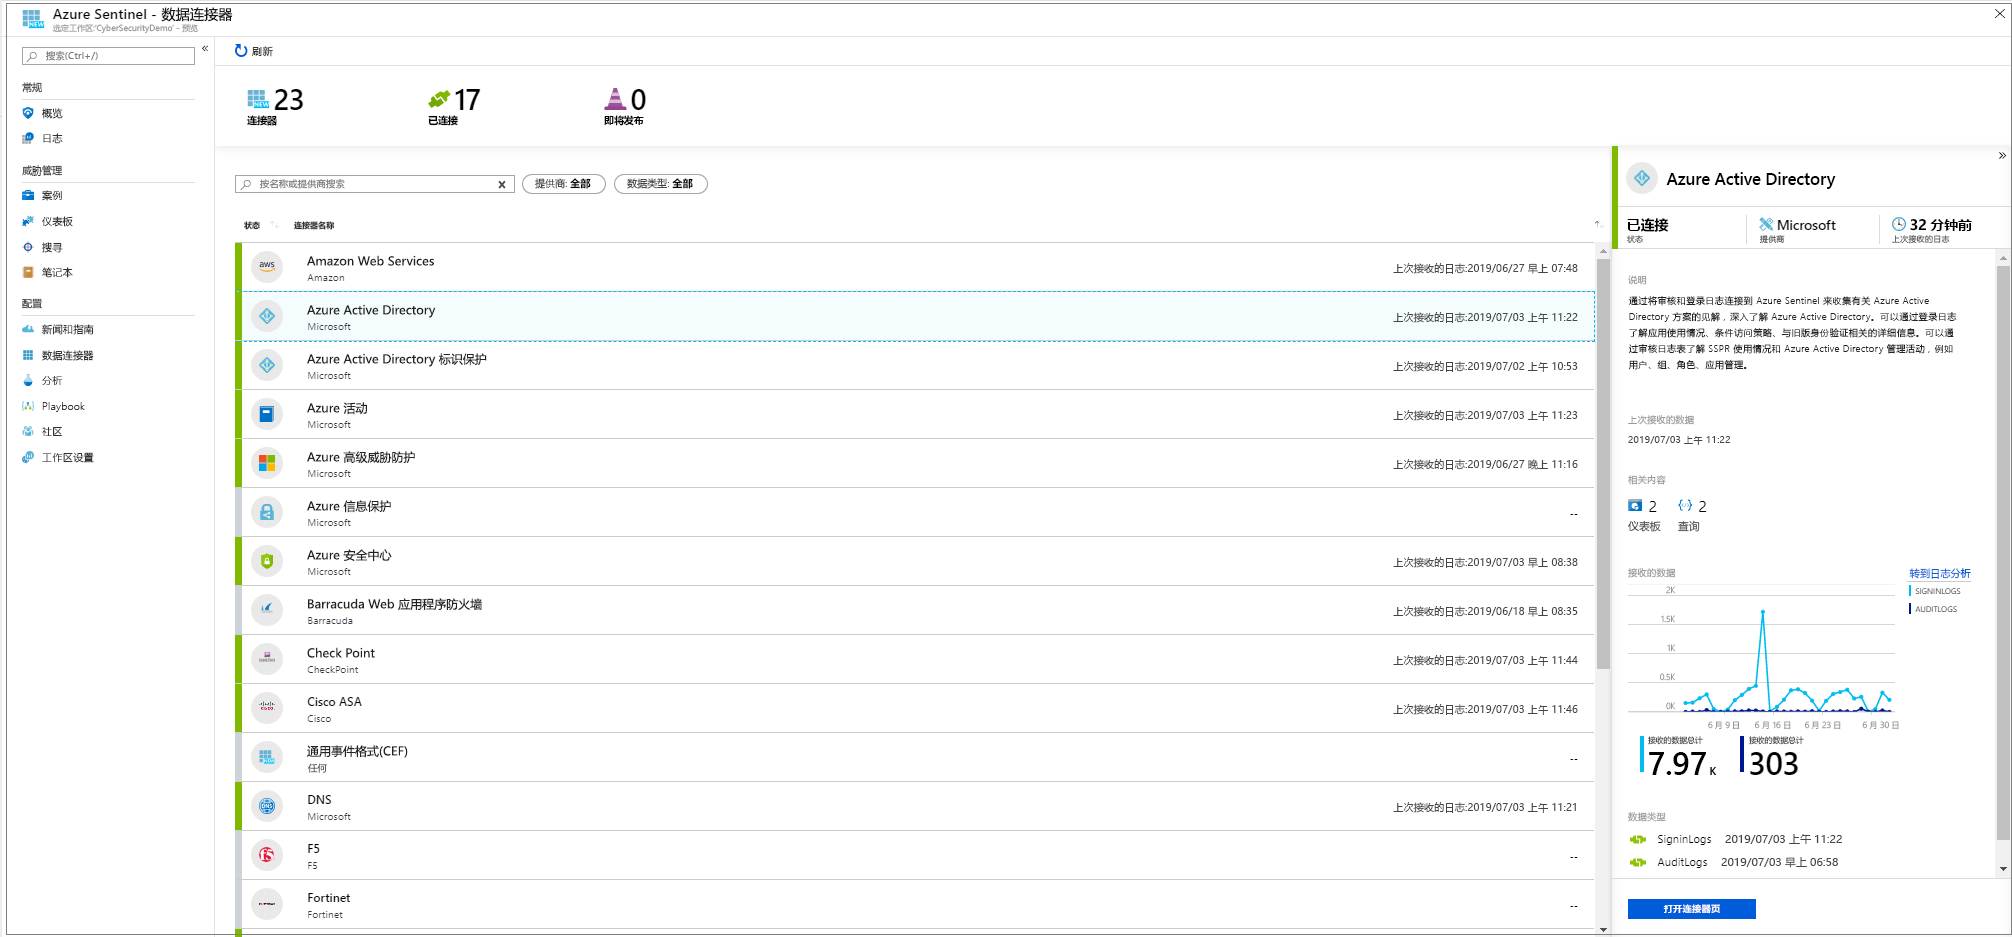 Azure Sentinel - 数据连接器
选定工作区:'CyberSecurityDemo' - 预览
搜索(Ctrl+/)
常规
概览
日志
威胁管理
案例
仪表板
搜寻
笔记本
配置
新闻和指南
数据连接器
分析
Playbook
社区
工作区设置
刷新
23
连接器
17
已连接
0
即将发布
按名称或提供商搜索
提供商: 全部
数据类型: 全部
状态
连接器名称
aws
Amazon Web Services
Amazon
上次接收的日志:2019/06/27 早上 07:48
Azure Active Directory
Microsoft
上次接收的日志:2019/07/03 上午 11:22
Azure Active Directory 标识保护
Microsoft
上次接收的日志:2019/07/02 上午 10:53
Azure 活动
Microsoft
上次接收的日志:2019/07/03 上午 11:23
Azure 高级威胁防护
Microsoft
上次接收的日志:2019/06/27 晚上 11:16
Azure 信息保护
Microsoft
--
Azure 安全中心
Microsoft
上次接收的日志:2019/07/03 早上 08:38
Barracuda Web 应用程序防火墙
Barracuda
上次接收的日志:2019/06/18 早上 08:35
Check Point
CheckPoint
上次接收的日志:2019/07/03 上午 11:44
Cisco ASA
Cisco
上次接收的日志:2019/07/03 上午 11:46
通用事件格式(CEF)
任何
--
DNS
DNS
Microsoft
上次接收的日志:2019/07/03 上午 11:21
F5
F5
--
Fortinet
Fortinet
--
Azure Active Directory
已连接
状态
Microsoft
提供商
32 分钟前
上次接收的日志
说明
通过将审核和登录日志连接到 Azure Sentinel 来收集有关 Azure Active
Directory 方案的见解，深入了解 Azure Active Directory。可以通过登录日志
了解应用使用情况、条件访问策略、与旧版身份验证相关的详细信息。可以通
过审核日志表了解 SSPR 使用情况和 Azure Active Directory 管理活动，例如
用户、组、角色、应用管理。
上次接收的数据
2019/07/03 上午 11:22
相关内容
2
仪表板
2
查询
接收的数据
转到日志分析
SIGNINLOGS
AUDITLOGS
2K
1.5K
1K
0.5K
0K
6 月 9 日
6 月 16 日
6 月 23 日
6 月 30 日
接收的数据总计
7.97 K
接收的数据总计
303
数据类型
SigninLogs 2019/07/03 上午 11:22
AuditLogs 2019/07/03 早上 06:58
打开连接器页